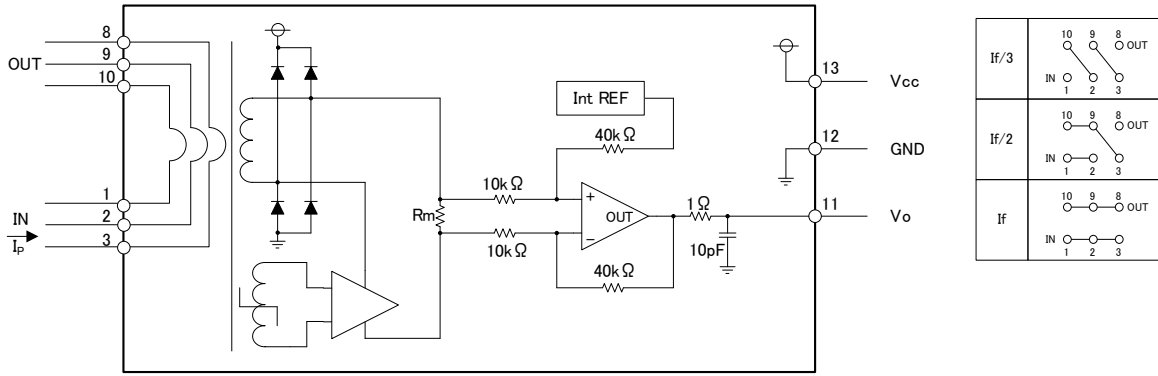 8
9
OUT
10
1
IN
2
I_P
3
Rm
10kΩ
10kΩ
Int REF
40kΩ
+
OUT
−
40kΩ
1Ω
10pF
13
Vcc
12
GND
11
Vo
If/3
10 9 8
OUT
IN
1 2 3
If/2
10 9 8
OUT
IN
1 2 3
If
10 9 8
OUT
IN
1 2 3